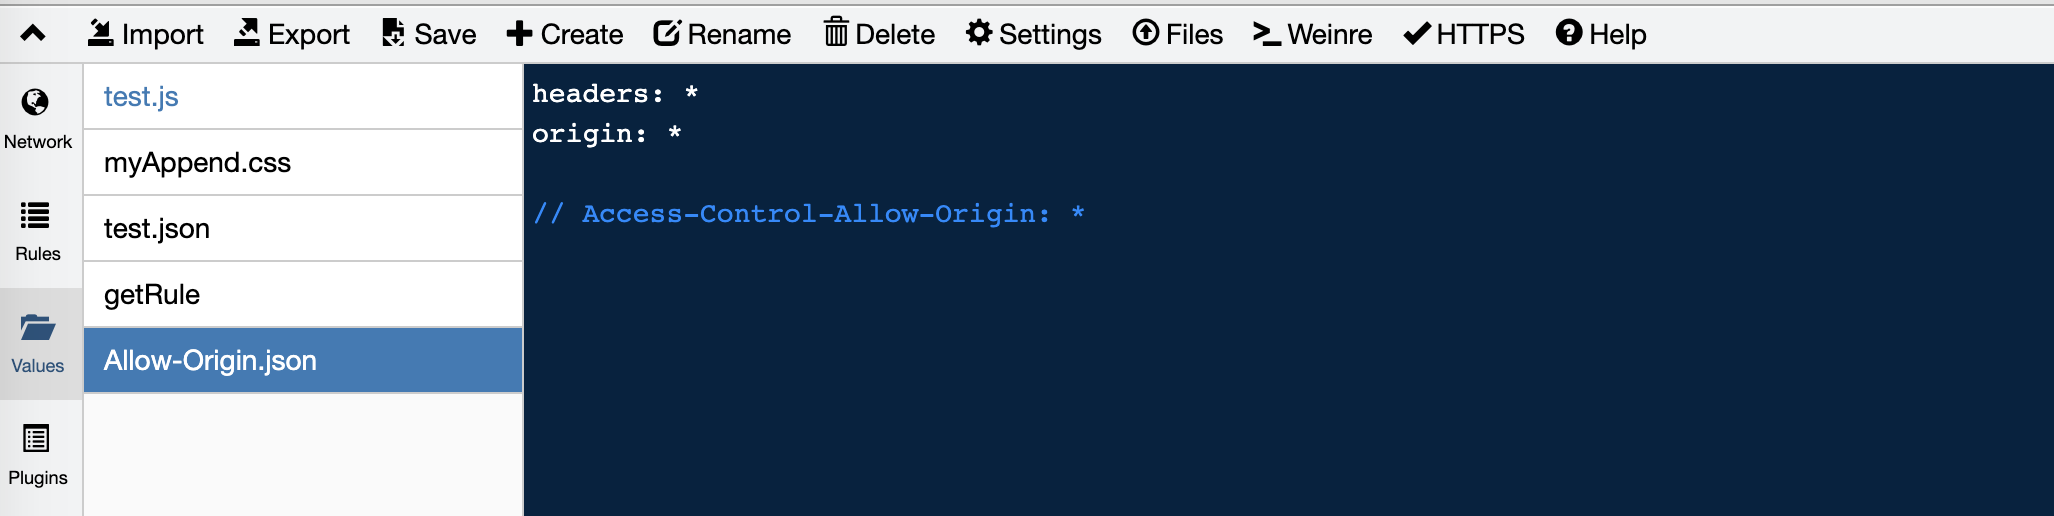 Import Export Save Create Rename Delete Settings Files Weinre HTTPS Help
Network
Rules
Values
Plugins
test.js
myAppend.css
test.json
getRule
Allow-Origin.json
headers: *
origin: *
// Access-Control-Allow-Origin: *